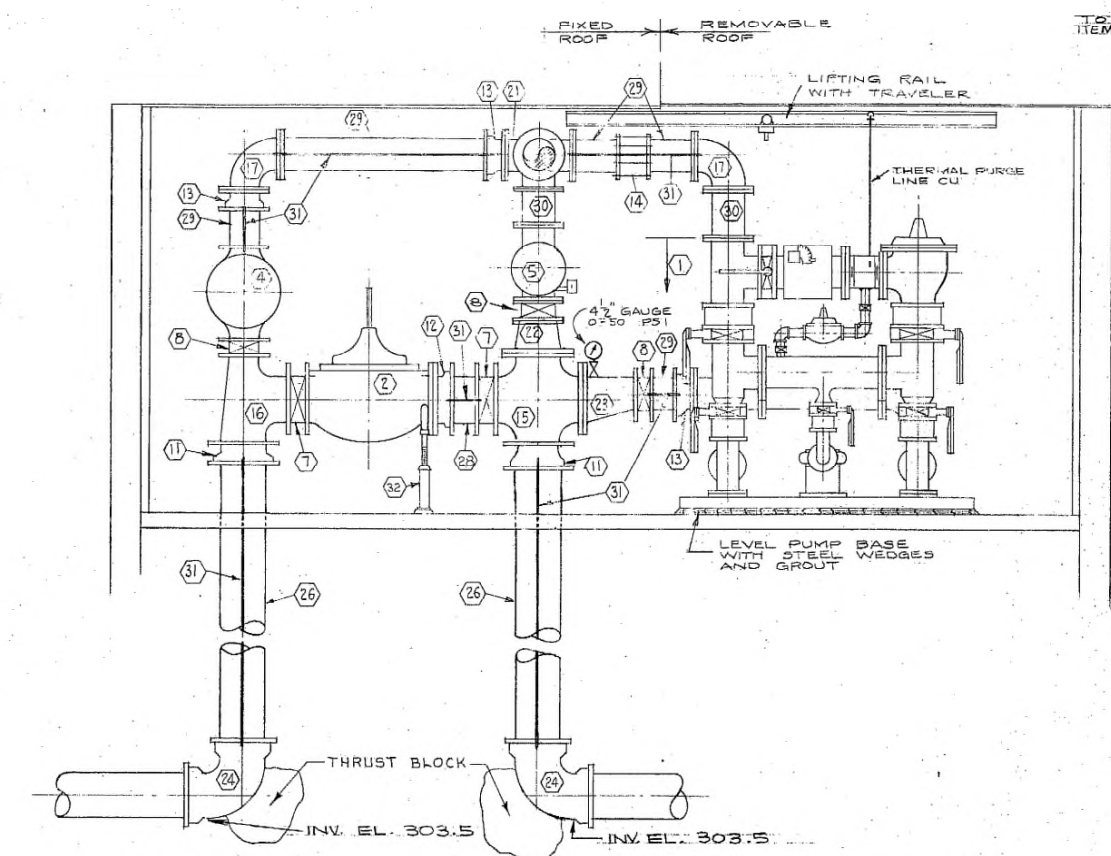 FIXED
ROOF
REMOVABLE
ROOF
LIFTING RAIL
WITH TRAVELER
29
13
21
29
17
17
THERMAL PURGE
LINE CU
13
29
31
31
14
30
30
4
5
1
8
8
22
4 1/2" GAUGE
0-50 PSI
12
31
7
8
29
2
16
15
23
11
7
28
11
13
32
31
LEVEL PUMP BASE
WITH STEEL WEDGES
AND GROUT
31
26
26
THRUST BLOCK
24
24
INV. EL. 303.5
INV. EL. 303.5